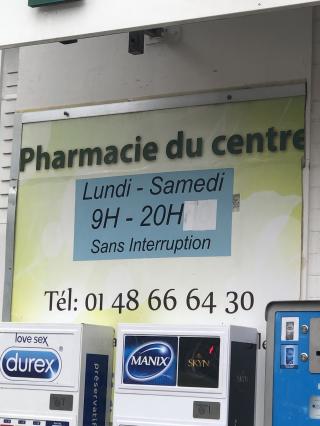 Pharmacie du centre
Lundi - Samedi
9H - 20H
Sans Interruption
Tél: 01 48 66 64 30
love sex
durex
préservatif
MANIX
SKYN